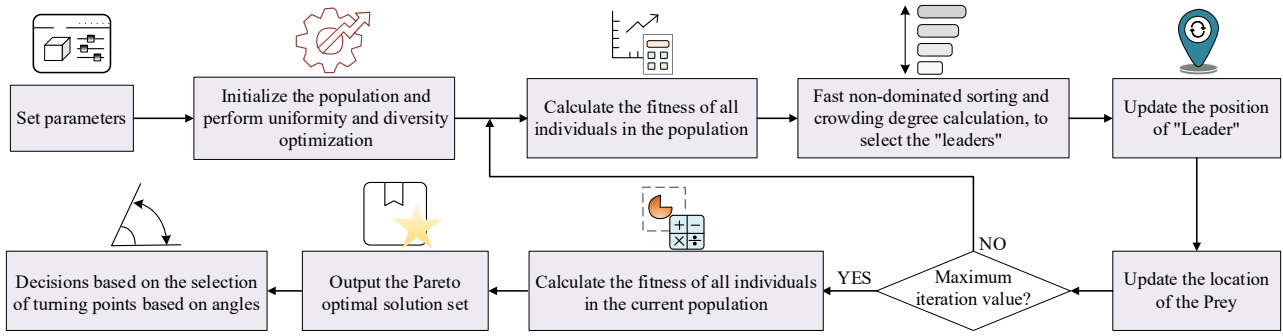 Set parameters
Initialize the population and
perform uniformity and diversity
optimization
Calculate the fitness of all
individuals in the population
Fast non-dominated sorting and
crowding degree calculation, to
select the "leaders"
Update the position
of "Leader"
Update the location
of the Prey
Maximum
iteration value?
NO
YES
Calculate the fitness of all individuals
in the current population
Output the Pareto
optimal solution set
Decisions based on the selection
of turning points based on angles